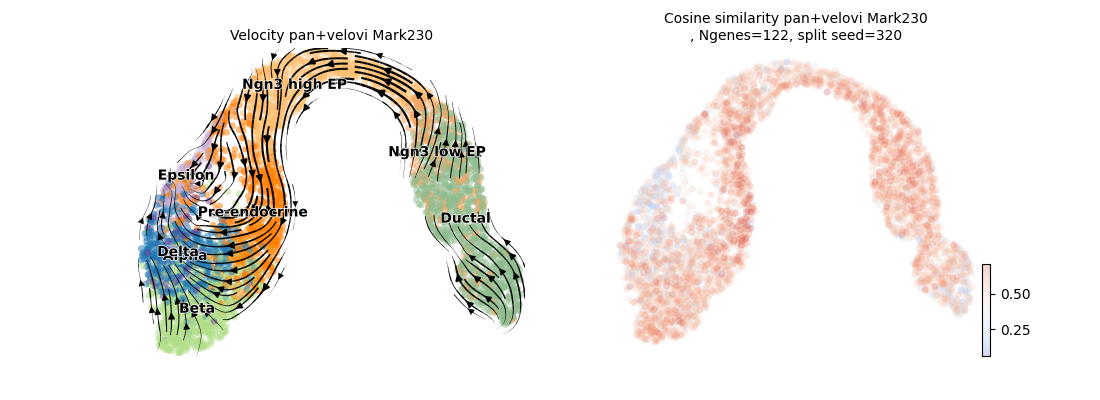 Velocity pan+velovi Mark230
Ngn3 high EP
Ngn3 low EP
Epsilon
Pre-endocrine
Ductal
Delta
Alpha
Beta
Cosine similarity pan+velovi Mark230
, Ngenes=122, split seed=320
0.50
0.25